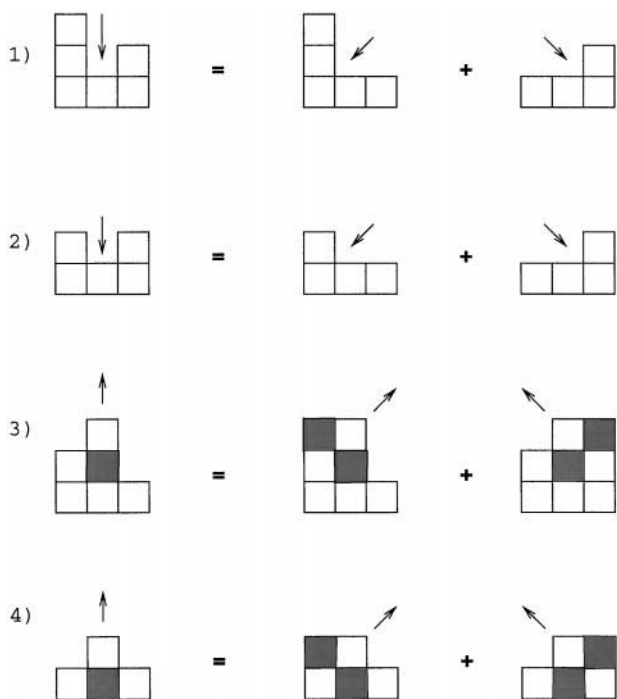 1) = +
2) = +
3) = +
4) = +